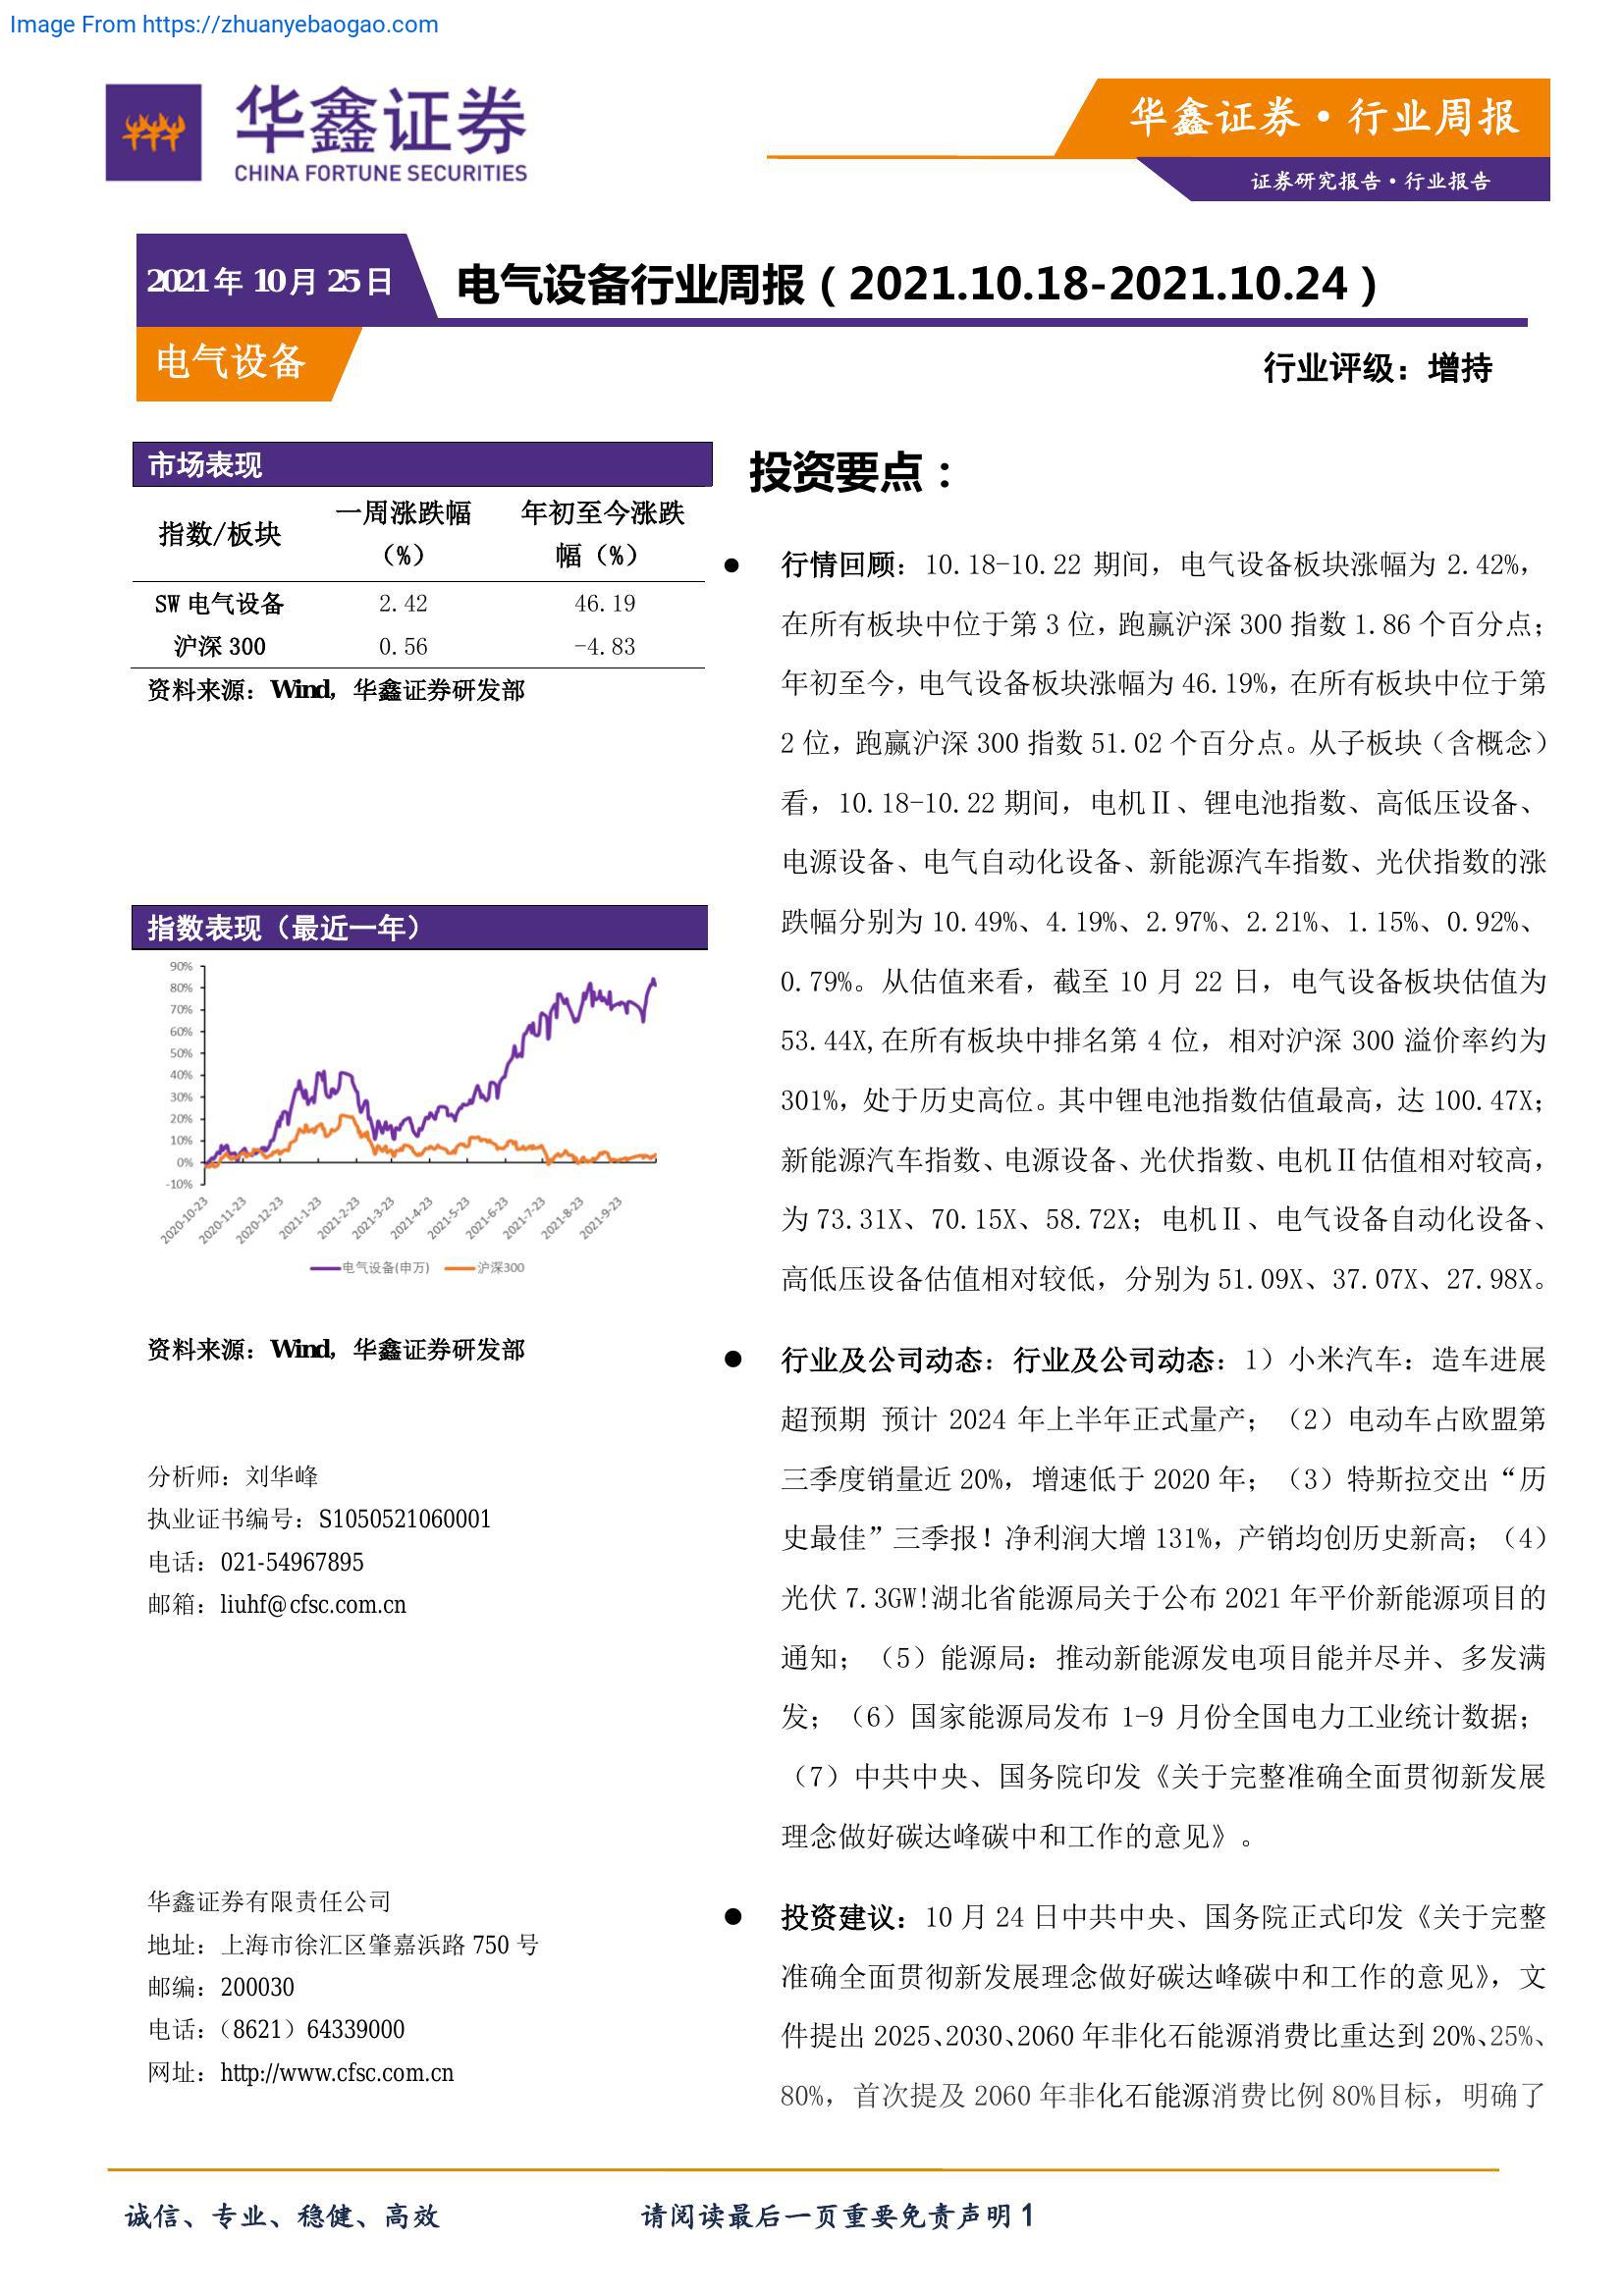 Image From https://zhuanyebaogao.com
华鑫证券
CHINA FORTUNE SECURITIES
华鑫证券·行业周报
证券研究报告·行业报告
2021年10月25日
电气设备行业周报（2021.10.18-2021.10.24）
电气设备
行业评级：增持
市场表现
指数/板块 一周涨跌幅（%） 年初至今涨跌幅（%）
SW电气设备 2.42 46.19
沪深300 0.56 -4.83
资料来源：Wind，华鑫证券研发部
指数表现（最近一年）
90%
80%
70%
60%
50%
40%
30%
20%
10%
0%
-10%
2020-10-23 2020-11-23 2020-12-23 2021-1-23 2021-2-23 2021-3-23 2021-4-23 2021-5-23 2021-6-23 2021-7-23 2021-8-23 2021-9-23
电气设备(申万) 沪深300
资料来源：Wind，华鑫证券研发部
分析师：刘华峰
执业证书编号：S1050521060001
电话：021-54967895
邮箱：liuhf@cfsc.com.cn
华鑫证券有限责任公司
地址：上海市徐汇区肇嘉浜路750号
邮编：200030
电话：（8621）64339000
网址：http://www.cfsc.com.cn
投资要点：
● 行情回顾：10.18-10.22 期间，电气设备板块涨幅为 2.42%，
在所有板块中位于第 3 位，跑赢沪深 300 指数 1.86 个百分点；
年初至今，电气设备板块涨幅为 46.19%，在所有板块中位于第
2 位，跑赢沪深 300 指数 51.02 个百分点。从子板块（含概念）
看，10.18-10.22 期间，电机Ⅱ、锂电池指数、高低压设备、
电源设备、电气自动化设备、新能源汽车指数、光伏指数的涨
跌幅分别为 10.49%、4.19%、2.97%、2.21%、1.15%、0.92%、
0.79%。从估值来看，截至 10 月 22 日，电气设备板块估值为
53.44X,在所有板块中排名第 4 位，相对沪深 300 溢价率约为
301%，处于历史高位。其中锂电池指数估值最高，达 100.47X；
新能源汽车指数、电源设备、光伏指数、电机Ⅱ估值相对较高，
为 73.31X、70.15X、58.72X；电机Ⅱ、电气设备自动化设备、
高低压设备估值相对较低，分别为 51.09X、37.07X、27.98X。
● 行业及公司动态：行业及公司动态：1）小米汽车：造车进展
超预期 预计 2024 年上半年正式量产；（2）电动车占欧盟第
三季度销量近 20%，增速低于 2020 年；（3）特斯拉交出“历
史最佳”三季报！净利润大增 131%，产销均创历史新高；（4）
光伏 7.3GW!湖北省能源局关于公布 2021 年平价新能源项目的
通知；（5）能源局：推动新能源发电项目能并尽并、多发满
发；（6）国家能源局发布 1-9 月份全国电力工业统计数据；
（7）中共中央、国务院印发《关于完整准确全面贯彻新发展
理念做好碳达峰碳中和工作的意见》。
● 投资建议：10 月 24 日中共中央、国务院正式印发《关于完整
准确全面贯彻新发展理念做好碳达峰碳中和工作的意见》，文
件提出 2025、2030、2060 年非化石能源消费比重达到 20%、25%、
80%，首次提及 2060 年非化石能源消费比例 80%目标，明确了
诚信、专业、稳健、高效
请阅读最后一页重要免责声明 1